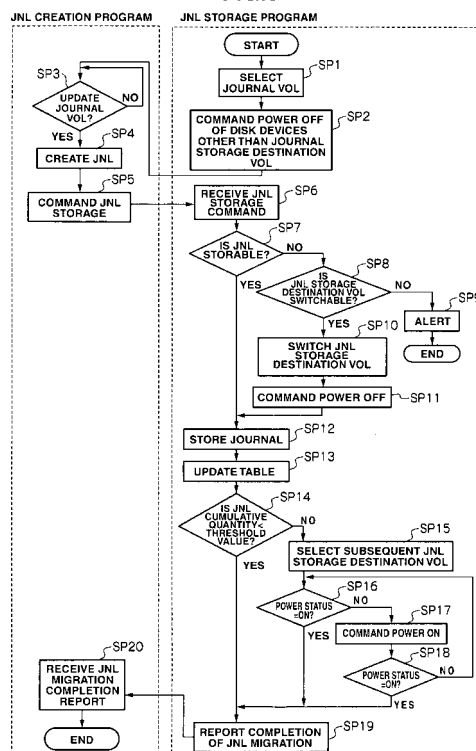 JNL CREATION PROGRAM
JNL STORAGE PROGRAM
START
SP1
SELECT
JOURNAL VOL
SP2
COMMAND POWER OFF
OF DISK DEVICES
OTHER THAN JOURNAL
STORAGE DESTINATION
VOL
SP3
UPDATE
JOURNAL
VOL?
NO
YES
SP4
CREATE JNL
SP5
COMMAND JNL
STORAGE
SP6
RECEIVE JNL
STORAGE
COMMAND
SP7
IS JNL
STORABLE?
NO
YES
SP8
IS
JNL STORAGE
DESTINATION VOL
SWITCHABLE?
NO
YES
SP9
ALERT
END
SP10
SWITCH JNL
STORAGE
DESTINATION VOL
COMMAND POWER OFF
SP11
SP12
STORE JOURNAL
SP13
UPDATE TABLE
SP14
IS JNL
CUMULATIVE
QUANTITY<
THRESHOLD
VALUE?
NO
YES
SP15
SELECT SUBSEQUENT JNL
STORAGE DESTINATION VOL
SP16
POWER STATUS
=ON?
NO
YES
SP17
COMMAND POWER ON
SP18
POWER STATUS
=ON?
NO
YES
REPORT COMPLETION
OF JNL MIGRATION
SP19
SP20
RECEIVE JNL
MIGRATION
COMPLETION
REPORT
END